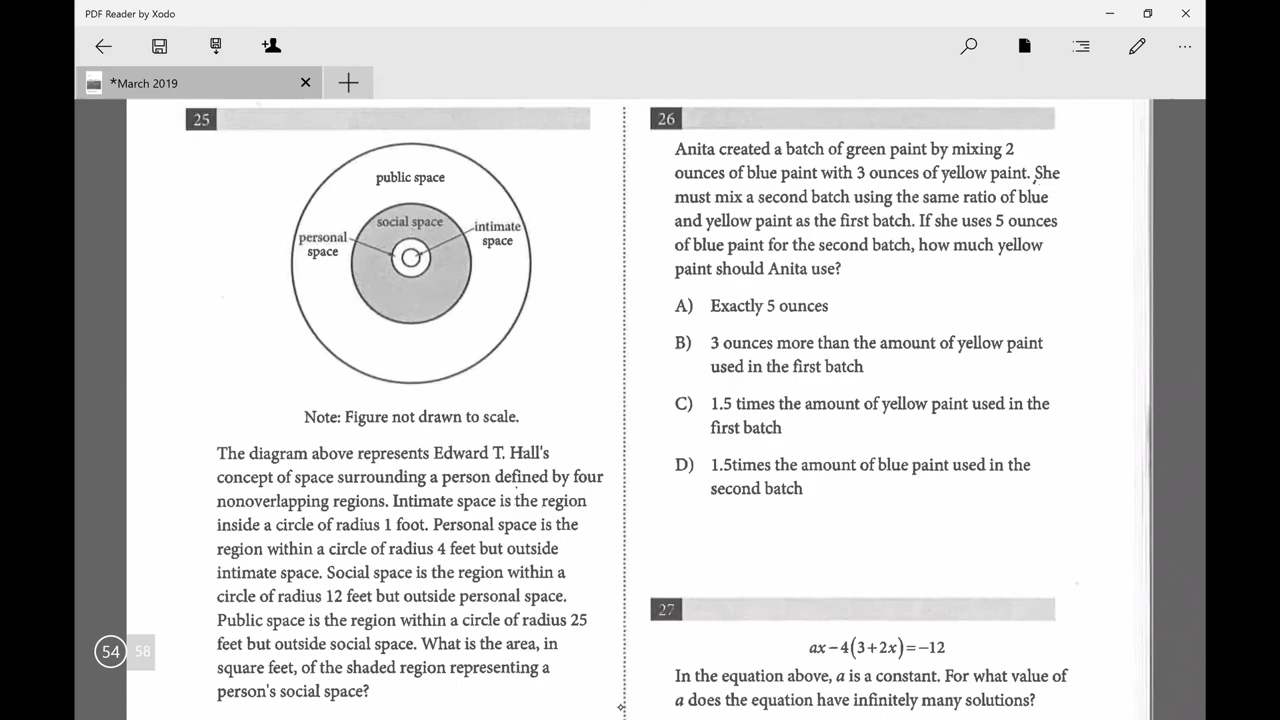 PDF Reader by Xodo
*March 2019
25
public space
social space
intimate
space
personal
space
Note: Figure not drawn to scale.
The diagram above represents Edward T. Hall's
concept of space surrounding a person defined by four
nonoverlapping regions. Intimate space is the region
inside a circle of radius 1 foot. Personal space is the
region within a circle of radius 4 feet but outside
intimate space. Social space is the region within a
circle of radius 12 feet but outside personal space.
Public space is the region within a circle of radius 25
feet but outside social space. What is the area, in
square feet, of the shaded region representing a
person's social space?
54 58
26
Anita created a batch of green paint by mixing 2
ounces of blue paint with 3 ounces of yellow paint. She
must mix a second batch using the same ratio of blue
and yellow paint as the first batch. If she uses 5 ounces
of blue paint for the second batch, how much yellow
paint should Anita use?
A) Exactly 5 ounces
B) 3 ounces more than the amount of yellow paint
used in the first batch
C) 1.5 times the amount of yellow paint used in the
first batch
D) 1.5times the amount of blue paint used in the
second batch
27
ax – 4(3+2x)=–12
In the equation above, a is a constant. For what value of
a does the equation have infinitely many solutions?